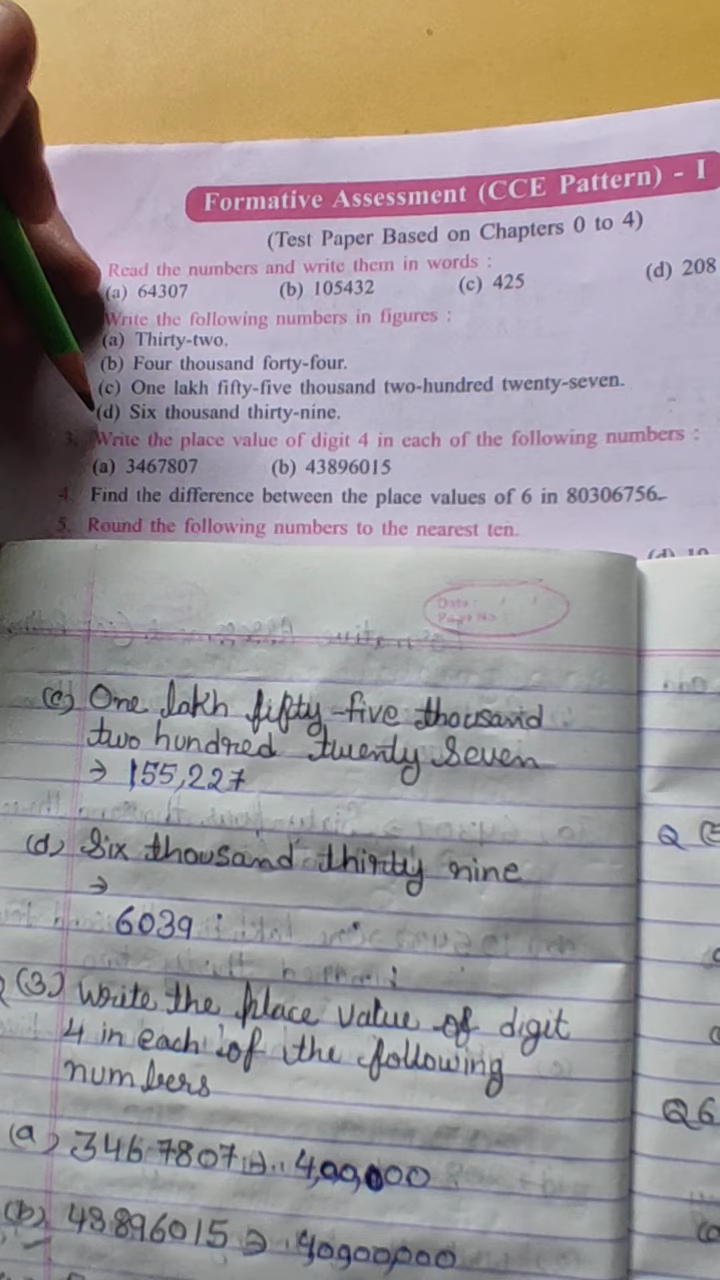 Formative Assessment (CCE Pattern) - I
(Test Paper Based on Chapters 0 to 4)
Read the numbers and write them in words :
(a) 64307 (b) 105432 (c) 425 (d) 208
Write the following numbers in figures :
(a) Thirty-two.
(b) Four thousand forty-four.
(c) One lakh fifty-five thousand two-hundred twenty-seven.
(d) Six thousand thirty-nine.
3. Write the place value of digit 4 in each of the following numbers :
(a) 3467807 (b) 43896015
4. Find the difference between the place values of 6 in 80306756.
5. Round the following numbers to the nearest ten.
(d) 10
Date :
Page No
(c) One lakh fifty-five thousand
two hundred twenty seven
→ 155,227
(d) Six thousand thirty nine
→
6039
(3) Write the place value of digit
4 in each of the following
numbers
(a) 3467807 → 4,00,000
(b) 43896015 →
Q
Q6